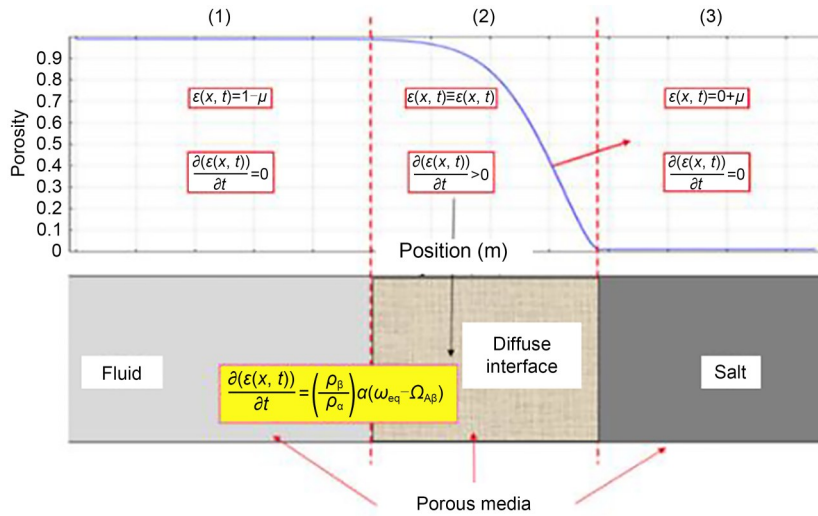 (1) (2) (3)
0.9
0.8
0.7
0.6
0.5
0.4
0.3
0.2
0.1
0
Porosity
ε(x, t)=1−μ
ε(x, t)≡ε(x, t)
ε(x, t)=0+μ
∂(ε(x, t))/∂t=0
∂(ε(x, t))/∂t>0
∂(ε(x, t))/∂t=0
Position (m)
Fluid
Diffuse
interface
Salt
∂(ε(x, t))/∂t=(ρβ/ρα)α(ωeq−ΩAβ)
Porous media